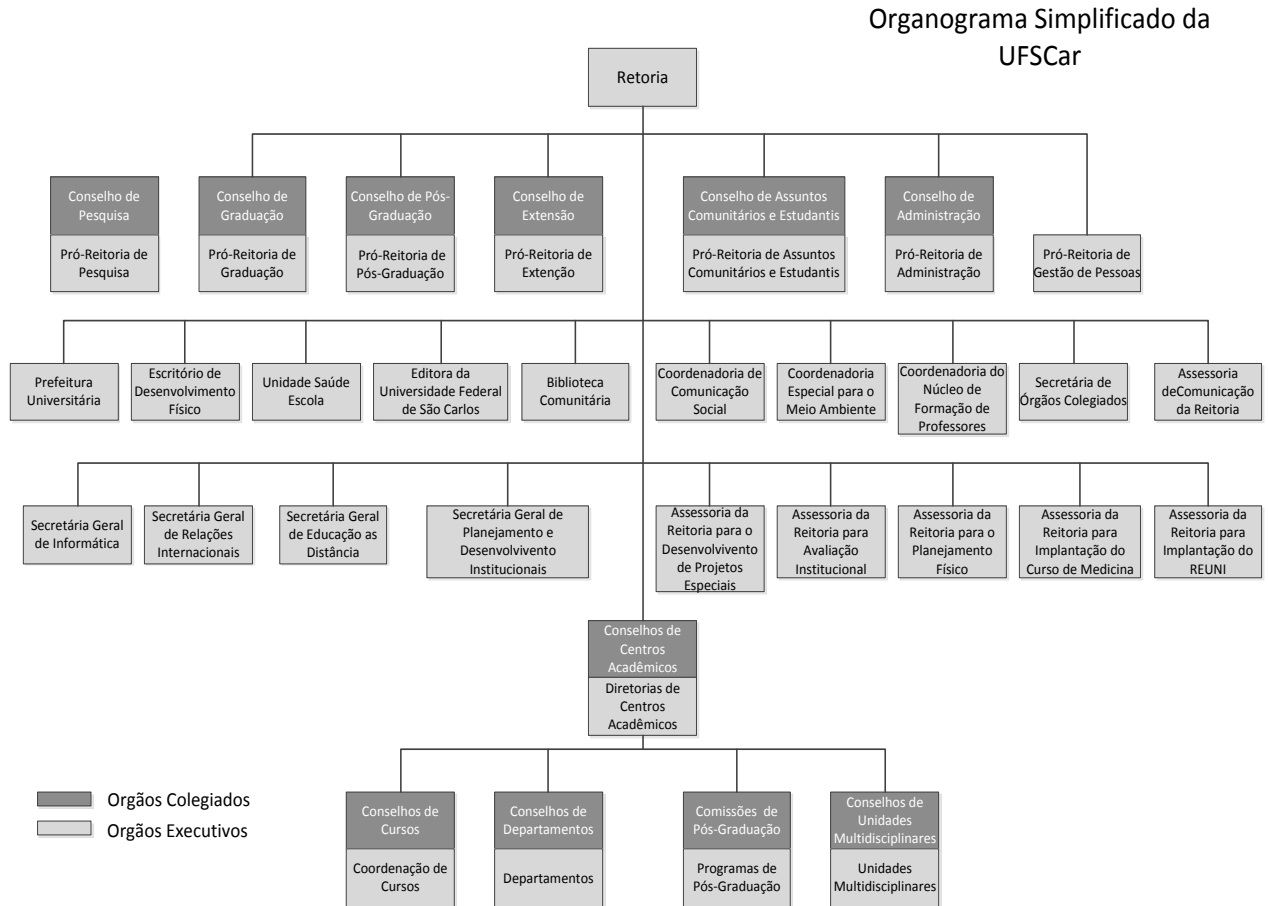 Organograma Simplificado da
UFSCar
Retoria
Conselho de
Pesquisa
Pró-Reitoria de
Pesquisa
Conselho de
Graduação
Pró-Reitoria de
Graduação
Conselho de Pós-
Graduação
Pró-Reitoria de
Pós-Graduação
Conselho de
Extensão
Pró-Reitoria de
Extenção
Conselho de Assuntos
Comunitários e Estudantis
Pró-Reitoria de Assuntos
Comunitários e Estudantis
Conselho de
Administração
Pró-Reitoria de
Administração
Pró-Reitoria de
Gestão de Pessoas
Prefeitura
Universitária
Escritório de
Desenvolvimento
Físico
Unidade Saúde
Escola
Editora da
Universidade Federal
de São Carlos
Biblioteca
Comunitária
Coordenadoria de
Comunicação
Social
Coordenadoria
Especial para o
Meio Ambiente
Coordenadoria do
Núcleo de
Formação de
Professores
Secretária de
Órgãos Colegiados
Assessoria
deComunicação
da Reitoria
Secretária Geral
de Informática
Secretária Geral
de Relações
Internacionais
Secretária Geral
de Educação as
Distância
Secretária Geral de
Planejamento e
Desenvolvivento
Institucionais
Assessoria da
Reitoria para o
Desenvolvivento
de Projetos
Especiais
Assessoria da
Reitoria para
Avaliação
Institucional
Assessoria da
Reitoria para o
Planejamento
Físico
Assessoria da
Reitoria para
Implantação do
Curso de Medicina
Assessoria da
Reitoria para
Implantação do
REUNI
Conselhos de
Centros
Acadêmicos
Diretorias de
Centros
Acadêmicos
Orgãos Colegiados
Orgãos Executivos
Conselhos de
Cursos
Coordenação de
Cursos
Conselhos de
Departamentos
Departamentos
Comissões de
Pós-Graduação
Programas de
Pós-Graduação
Conselhos de
Unidades
Multidisciplinares
Unidades
Multidisciplinares